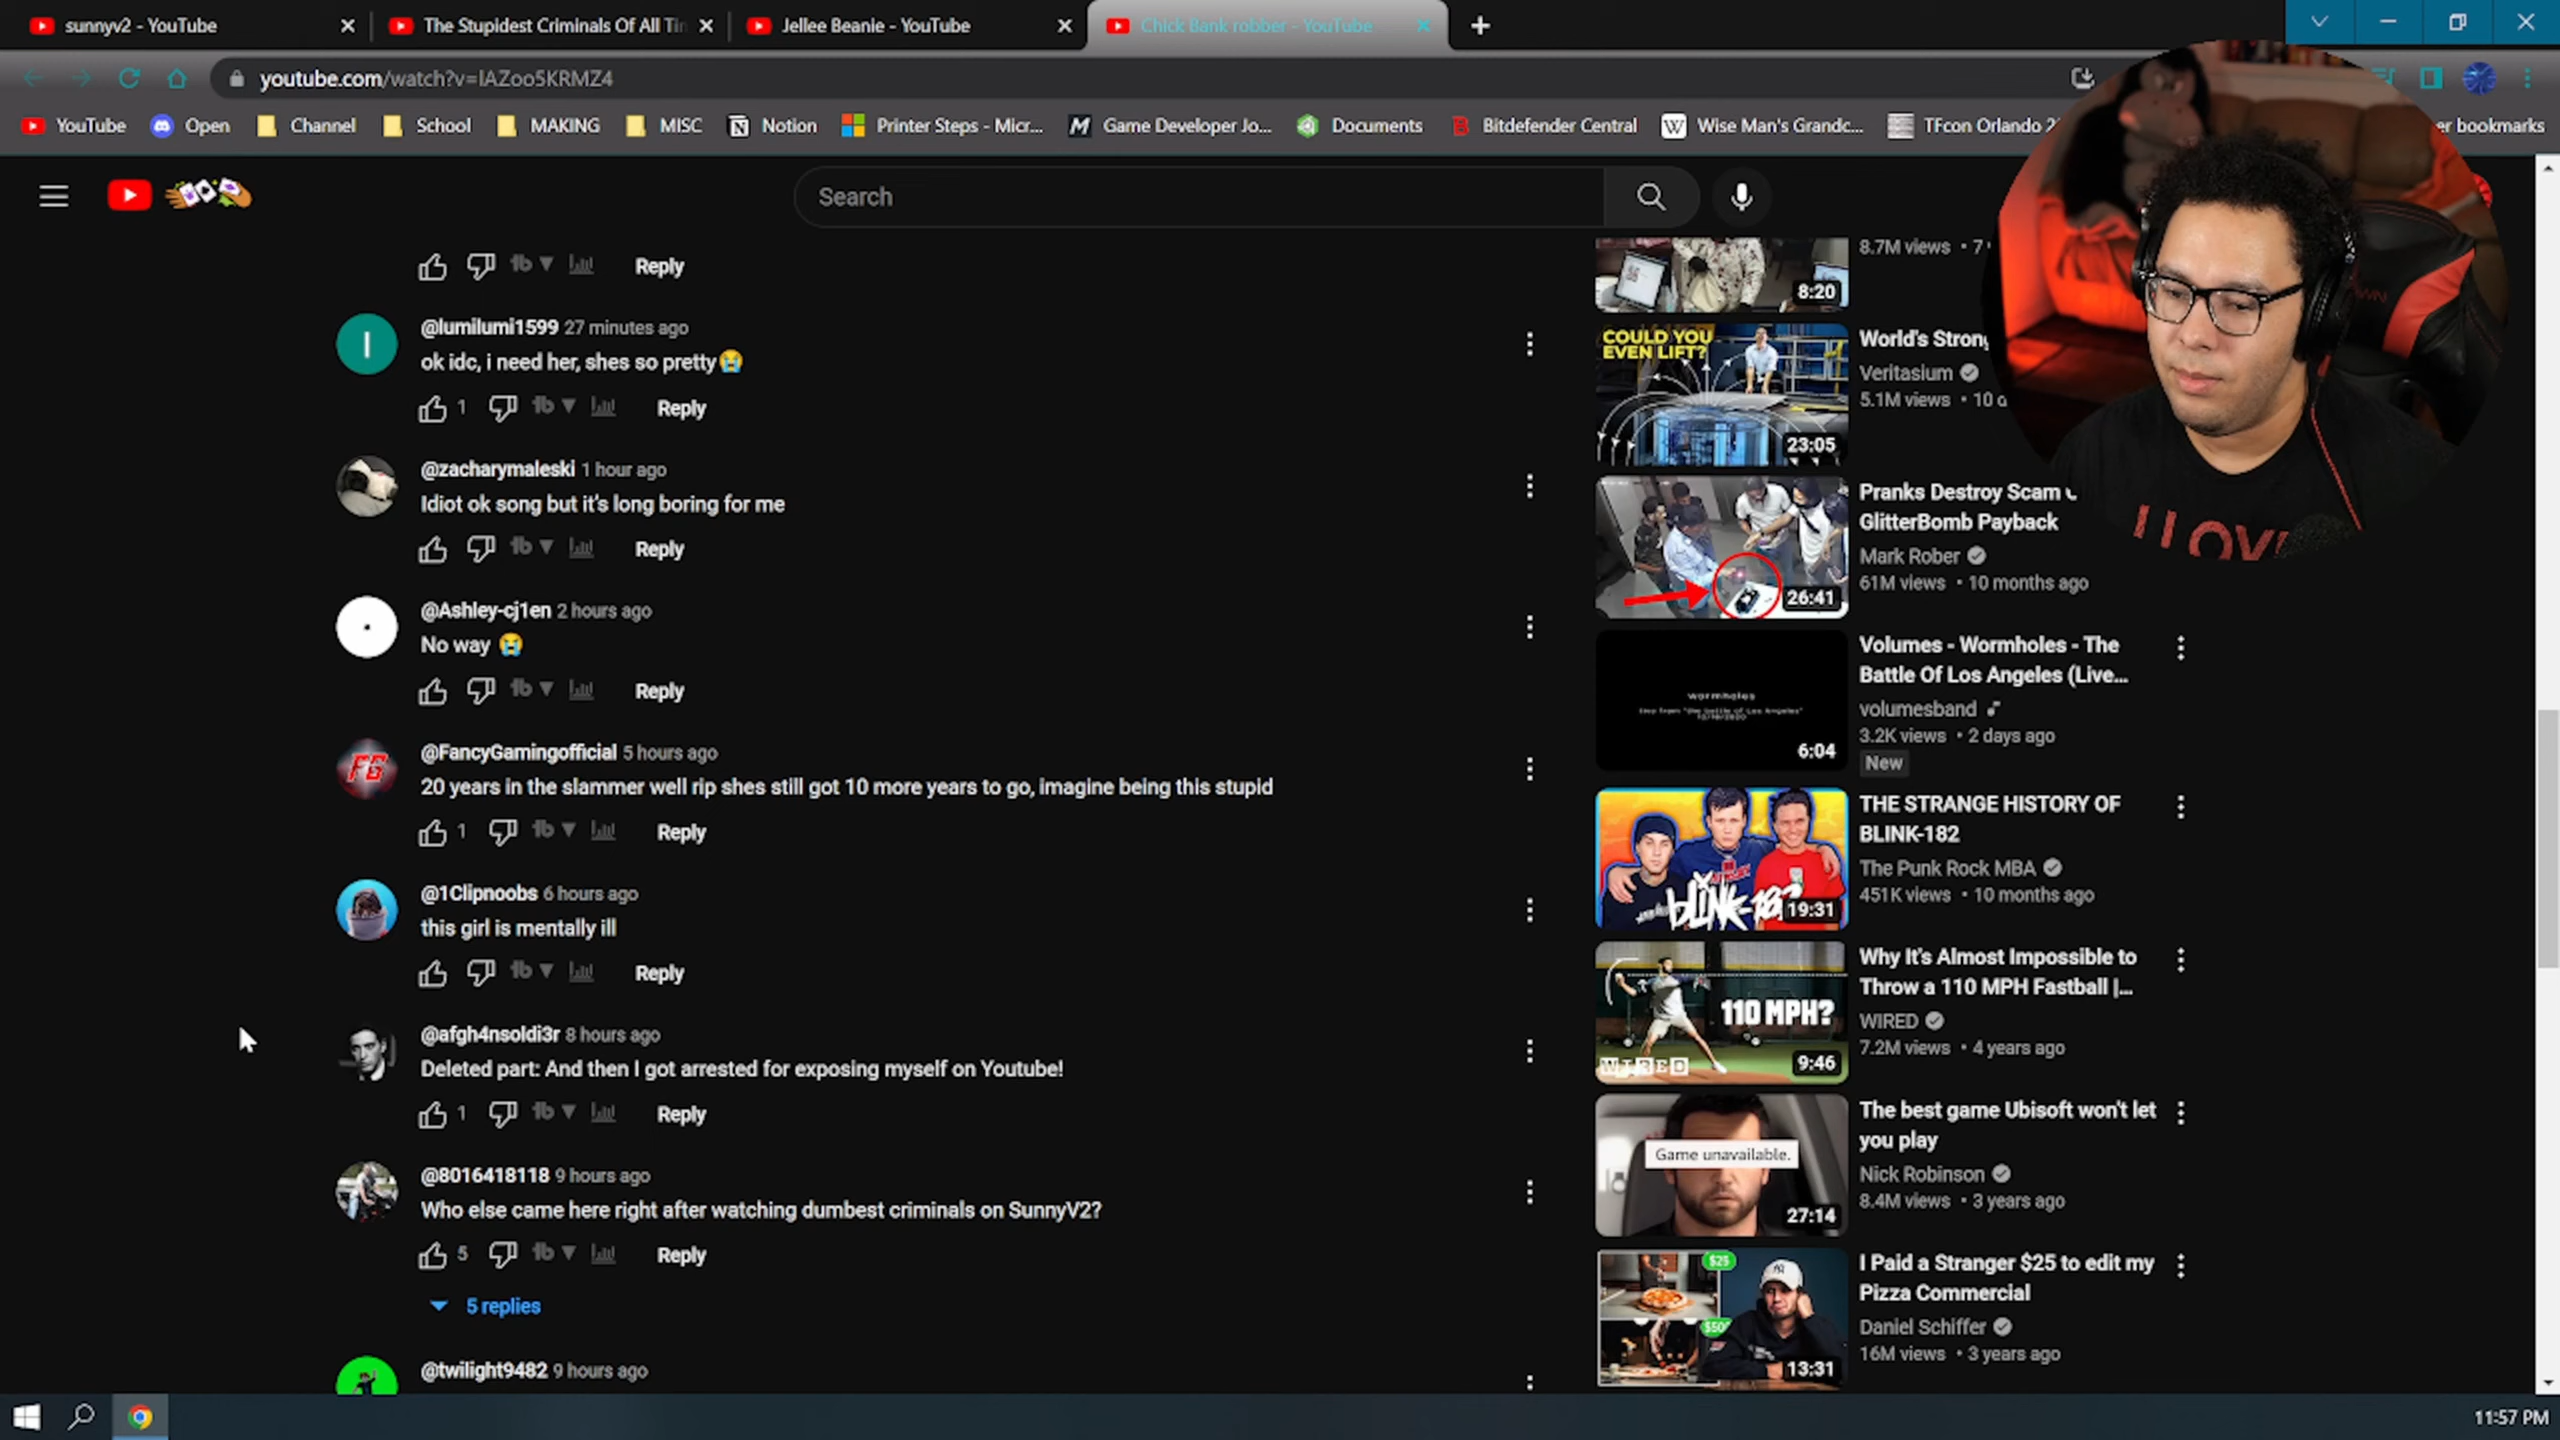 sunnyv2 - YouTube
The Stupidest Criminals Of All Tim
Jellee Beanie - YouTube
Chick Bank robber - YouTube
youtube.com/watch?v=lAZoo5KRMZ4
YouTube
Open
Channel
School
MAKING
MISC
Notion
Printer Steps - Micr...
Game Developer Jo...
Documents
Bitdefender Central
Wise Man's Grandc...
TFcon Orlando 2
er bookmarks
Search
Reply
@lumilumi1599 27 minutes ago
ok idc, i need her, shes so pretty😭
1 Reply
@zacharymaleski 1 hour ago
Idiot ok song but it's long boring for me
Reply
@Ashley-cj1en 2 hours ago
No way 😭
Reply
@FancyGamingofficial 5 hours ago
20 years in the slammer well rip shes still got 10 more years to go, imagine being this stupid
1 Reply
@1Clipnoobs 6 hours ago
this girl is mentally ill
Reply
@afgh4nsoldi3r 8 hours ago
Deleted part: And then I got arrested for exposing myself on Youtube!
1 Reply
@8016418118 9 hours ago
Who else came here right after watching dumbest criminals on SunnyV2?
5 Reply
5 replies
@twilight9482 9 hours ago
8:20
8.7M views • 7
COULD YOU
EVEN LIFT?
23:05
World's Strong
Veritasium
5.1M views • 10 d
26:41
Pranks Destroy Scam C
GlitterBomb Payback
Mark Rober
61M views • 10 months ago
wormholes
6:04
Volumes - Wormholes - The
Battle Of Los Angeles (Live...
volumesband
3.2K views • 2 days ago
New
blink-182
19:31
THE STRANGE HISTORY OF
BLINK-182
The Punk Rock MBA
451K views • 10 months ago
110 MPH?
WIRED
9:46
Why It's Almost Impossible to
Throw a 110 MPH Fastball |...
WIRED
7.2M views • 4 years ago
Game unavailable.
27:14
The best game Ubisoft won't let
you play
Nick Robinson
8.4M views • 3 years ago
$25
$500
13:31
I Paid a Stranger $25 to edit my
Pizza Commercial
Daniel Schiffer
16M views • 3 years ago
I LOV
11:57 PM